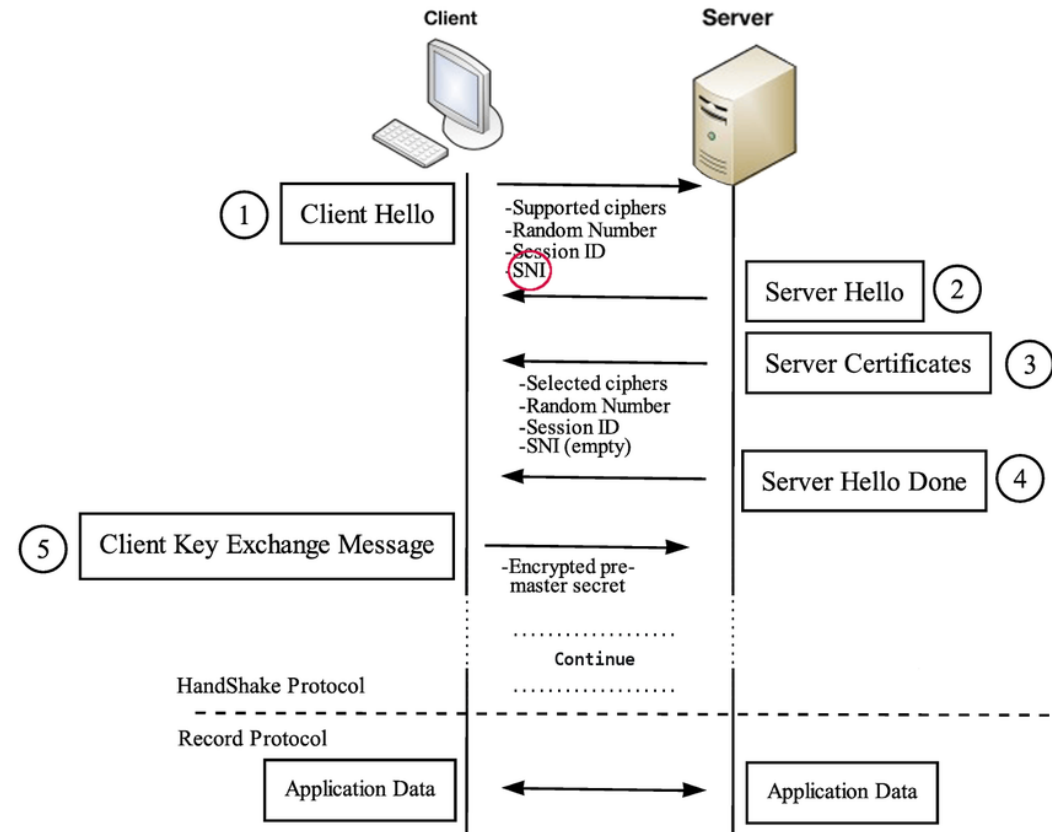 Client
Server
1
Client Hello
-Supported ciphers
-Random Number
-Session ID
-SNI
Server Hello
2
Server Certificates
3
-Selected ciphers
-Random Number
-Session ID
-SNI (empty)
Server Hello Done
4
5
Client Key Exchange Message
-Encrypted pre-
master secret
Continue
HandShake Protocol
Record Protocol
Application Data
Application Data